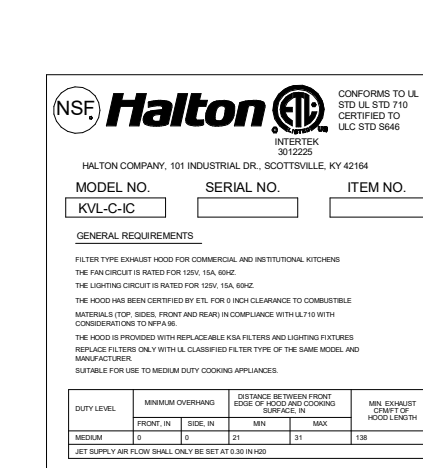 NSF
Halton
ETL
C LISTED US
CONFORMS TO UL
STD UL STD 710
CERTIFIED TO
ULC STD S646
INTERTEK
3012225
HALTON COMPANY, 101 INDUSTRIAL DR., SCOTTSVILLE, KY 42164
MODEL NO. SERIAL NO. ITEM NO.
KVL-C-IC
GENERAL REQUIREMENTS
FILTER TYPE EXHAUST HOOD FOR COMMERCIAL AND INSTITUTIONAL KITCHENS
THE FAN CIRCUIT IS RATED FOR 125V, 15A, 60HZ.
THE LIGHTING CIRCUIT IS RATED FOR 125V, 15A, 60HZ.
THE HOOD HAS BEEN CERTIFIED BY ETL FOR 0 INCH CLEARANCE TO COMBUSTIBLE
MATERIALS (TOP, SIDES, FRONT AND REAR) IN COMPLIANCE WITH UL710 WITH
CONSIDERATIONS TO NFPA 96.
THE HOOD IS PROVIDED WITH REPLACEABLE KSA FILTERS AND LIGHTING FIXTURES
REPLACE FILTERS ONLY WITH UL CLASSIFIED FILTER TYPE OF THE SAME MODEL AND
MANUFACTURER.
SUITABLE FOR USE TO MEDIUM DUTY COOKING APPLIANCES.
DUTY LEVEL MINIMUM OVERHANG DISTANCE BETWEEN FRONT
EDGE OF HOOD AND COOKING
SURFACE, IN MIN. EXHAUST
CFM/FT OF
HOOD LENGTH
FRONT, IN SIDE, IN MIN MAX
MEDIUM 0 0 21 31 138
JET SUPPLY AIR FLOW SHALL ONLY BE SET AT 0.30 IN H20